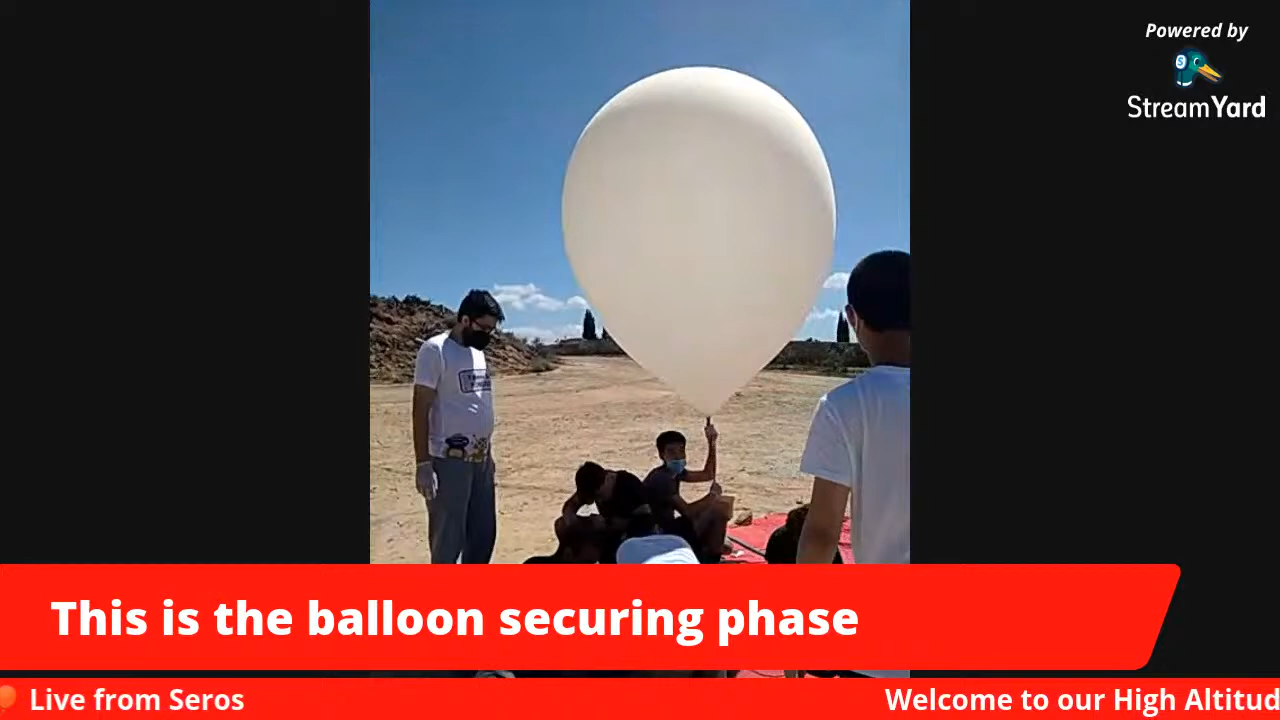 Powered by
StreamYard
This is the balloon securing phase
Live from Seros
Welcome to our High Altitud